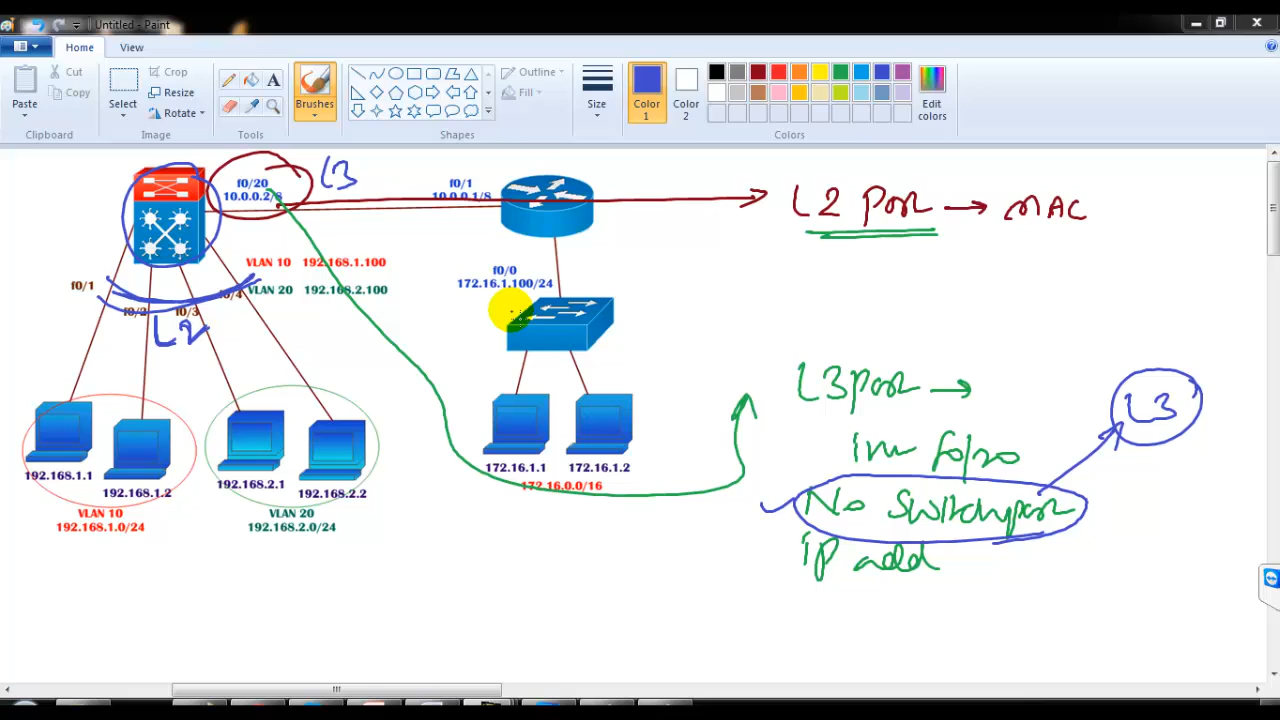 Untitled - Paint
Home
View
Paste
Cut
Copy
Clipboard
Select
Crop
Resize
Rotate
Image
Tools
Brushes
Shapes
Outline
Fill
Size
Color
1
Color
2
Edit
colors
Colors
f0/20
10.0.0.2/8
L3
f0/1
10.0.0.1/8
L2 Port → MAC
VLAN 10 192.168.1.100
VLAN 20 192.168.2.100
f0/0
172.16.1.100/24
f0/1
f0/2
f0/3
f0/4
L2
L3port →
int fo/20
No Switchport
ip add
L3
192.168.1.1
192.168.1.2
192.168.2.1
192.168.2.2
172.16.1.1
172.16.1.2
172.16.0.0/16
VLAN 10
192.168.1.0/24
VLAN 20
192.168.2.0/24